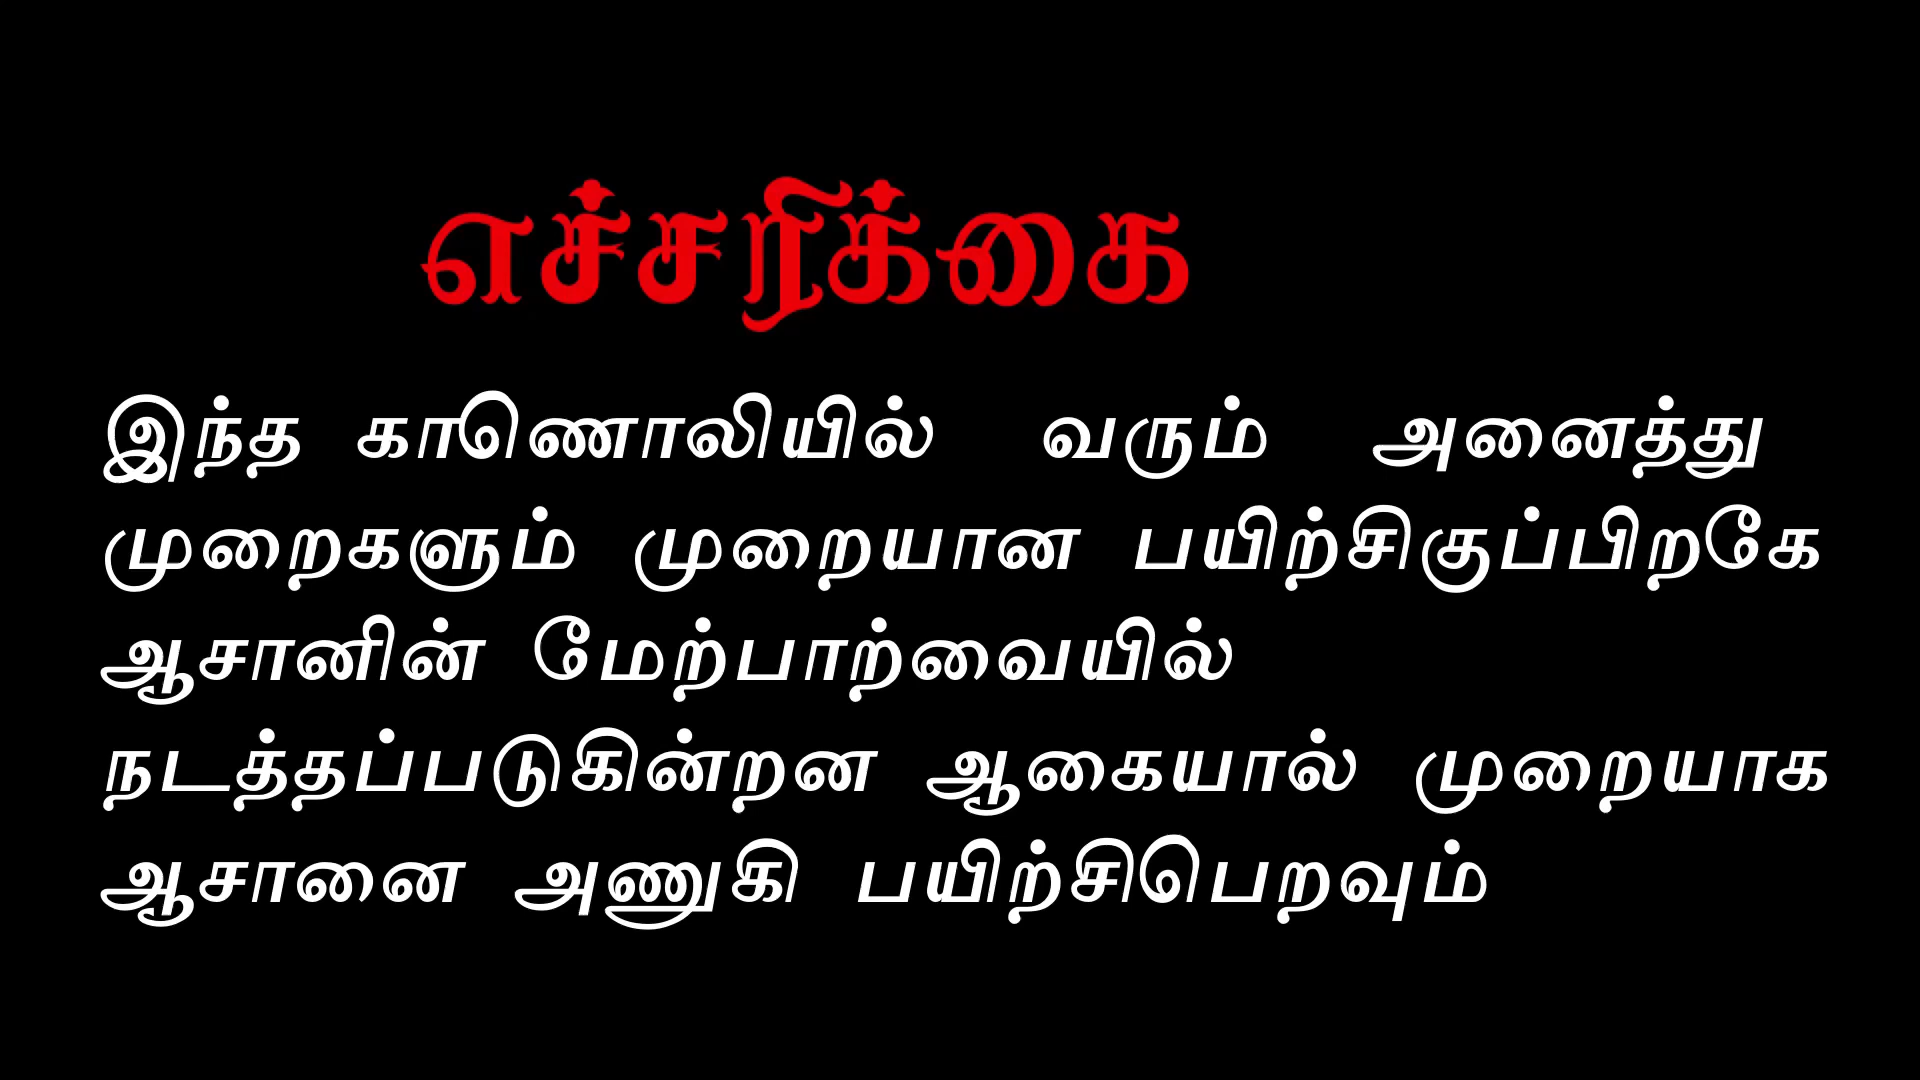 எச்சரிக்கை
இந்த காணொலியில் வரும் அனைத்து
முறைகளும் முறையான பயிற்சிகுப்பிறகே
ஆசானின் மேற்பாற்வையில்
நடத்தப்படுகின்றன ஆகையால் முறையாக
ஆசானை அணுகி பயிற்சிபெறவும்